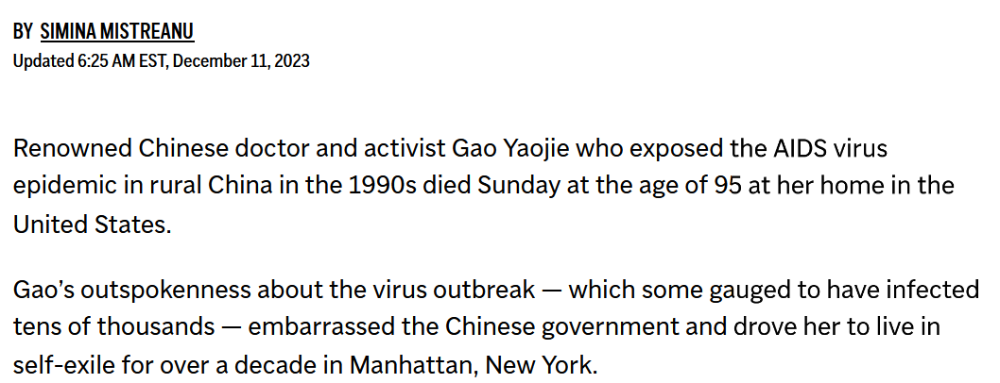 BY SIMINA MISTREANU
Updated 6:25 AM EST, December 11, 2023
Renowned Chinese doctor and activist Gao Yaojie who exposed the AIDS virus
epidemic in rural China in the 1990s died Sunday at the age of 95 at her home in the
United States.
Gao’s outspokenness about the virus outbreak — which some gauged to have infected
tens of thousands — embarrassed the Chinese government and drove her to live in
self-exile for over a decade in Manhattan, New York.